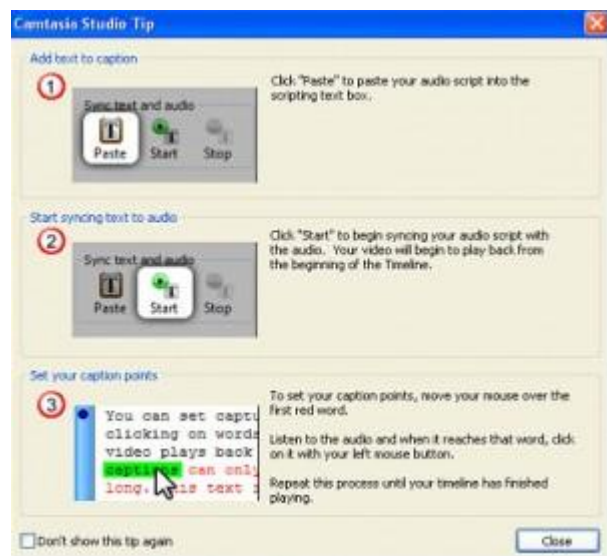 Camtasia Studio Tip
Add text to caption
1
Sync text and audio
Paste Start Stop
Click "Paste" to paste your audio script into the
scripting text box.
Start syncing text to audio
2
Sync text and audio
Paste Start Stop
Click "Start" to begin syncing your audio script with
the audio. Your video will begin to play back from
the beginning of the Timeline.
Set your caption points
3
You can set captu
clicking on words
video plays back
captions can only
long. This text
To set your caption points, move your mouse over the
first red word.
Listen to the audio and when it reaches that word, click
on it with your left mouse button.
Repeat this process until your timeline has finished
playing.
Don't show this tip again
Close